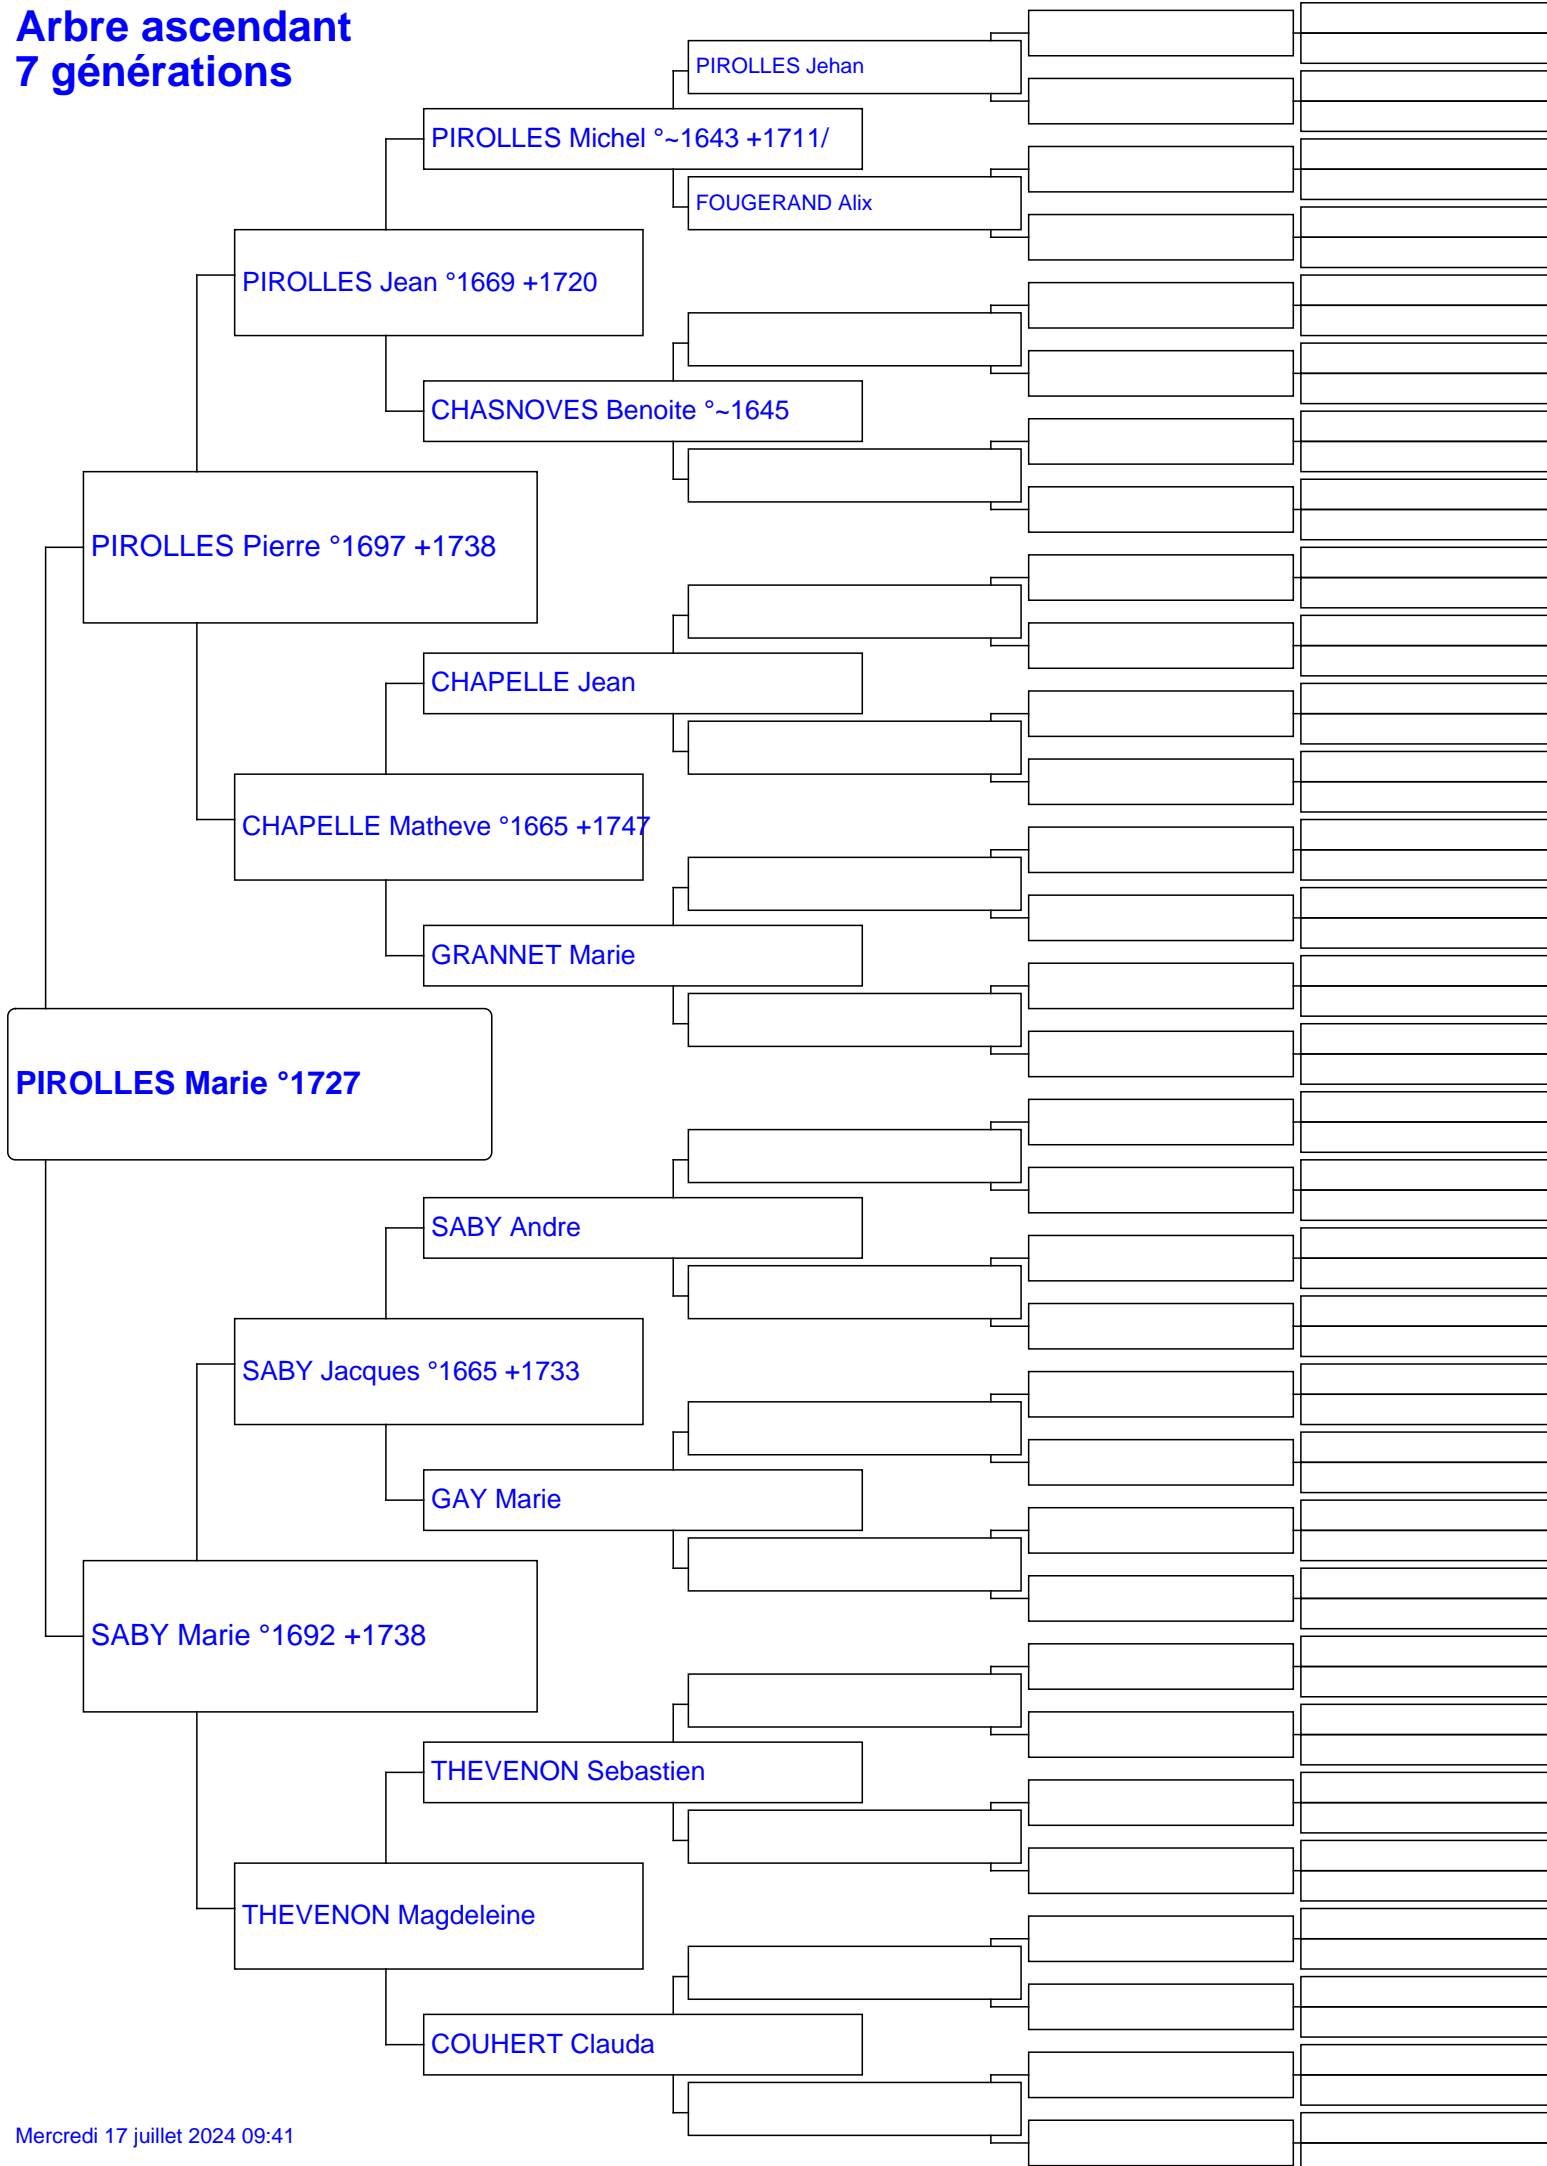 Arbre ascendant
7 générations
PIROLLES Jehan
PIROLLES Michel °~1643 +1711/
FOUGERAND Alix
PIROLLES Jean °1669 +1720
CHASNOVES Benoite °~1645
PIROLLES Pierre °1697 +1738
CHAPELLE Jean
CHAPELLE Matheve °1665 +1747
GRANNET Marie
PIROLLES Marie °1727
SABY Andre
SABY Jacques °1665 +1733
GAY Marie
SABY Marie °1692 +1738
THEVENON Sebastien
THEVENON Magdeleine
COUHERT Clauda
Mercredi 17 juillet 2024 09:41